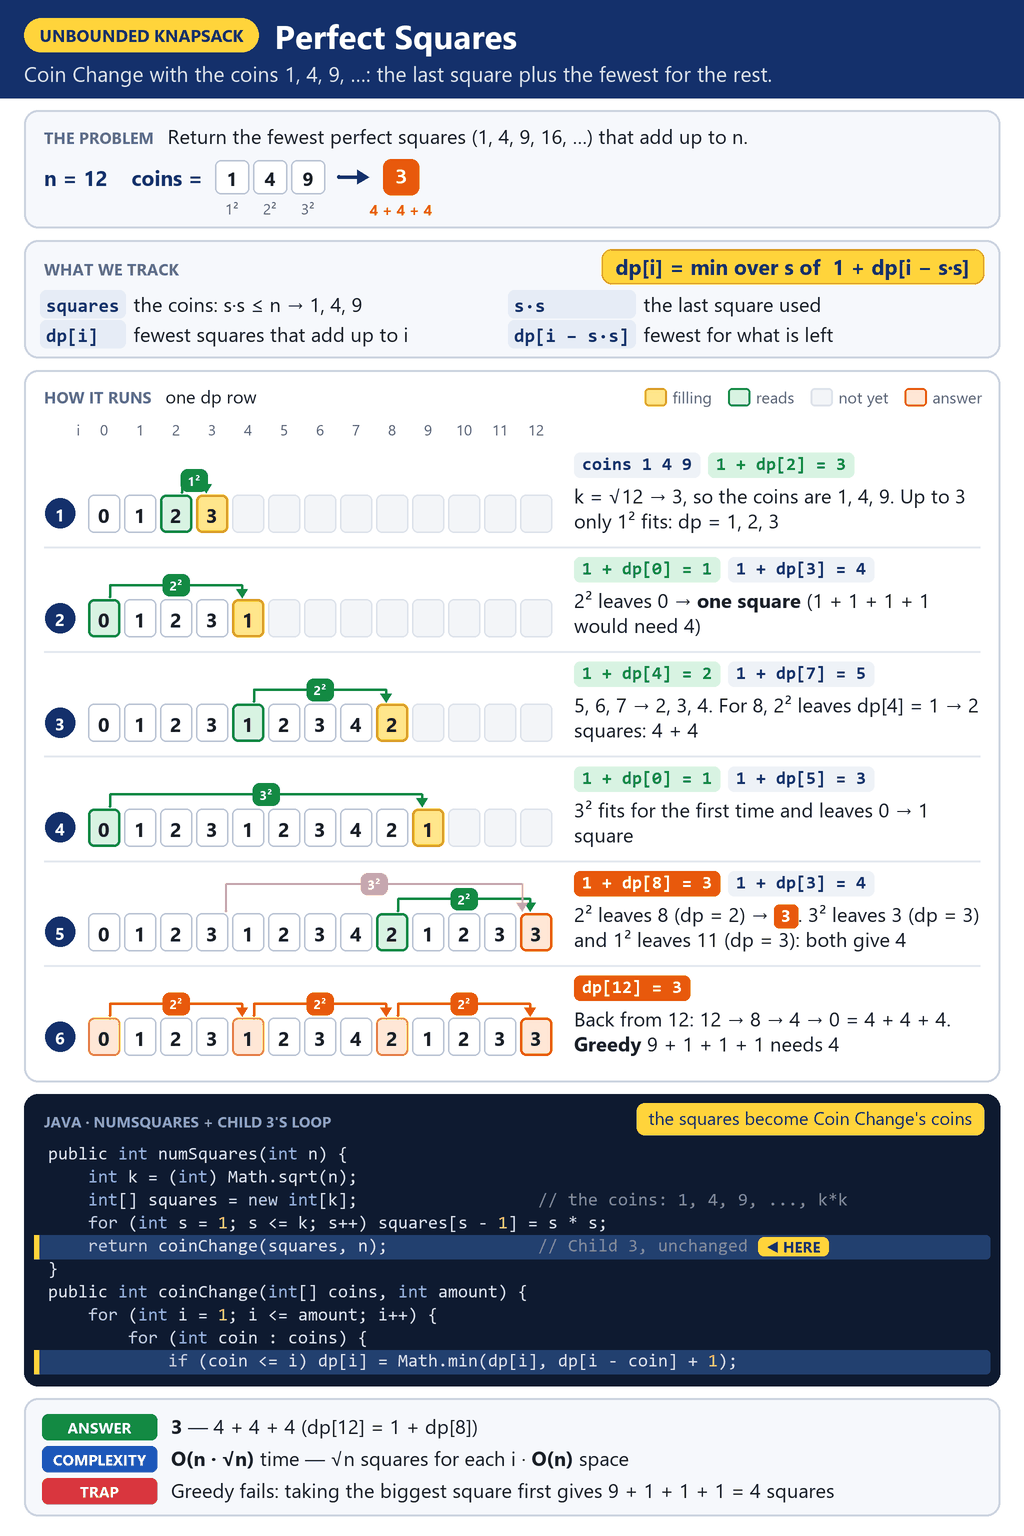 UNBOUNDED KNAPSACK Perfect Squares
Coin Change with the coins 1, 4, 9, ...: the last square plus the fewest for the rest.
THE PROBLEM Return the fewest perfect squares (1, 4, 9, 16, ...) that add up to n.
n = 12 coins = 1 4 9 → 3
1² 2² 3² 4 + 4 + 4
WHAT WE TRACK dp[i] = min over s of 1 + dp[i − s·s]
squares the coins: s·s ≤ n → 1, 4, 9 s·s the last square used
dp[i] fewest squares that add up to i dp[i − s·s] fewest for what is left
HOW IT RUNS one dp row filling reads not yet answer
i 0 1 2 3 4 5 6 7 8 9 10 11 12
coins 1 4 9 1 + dp[2] = 3
1²
1 0 1 2 3
k = √12 → 3, so the coins are 1, 4, 9. Up to 3
only 1² fits: dp = 1, 2, 3
1 + dp[0] = 1 1 + dp[3] = 4
2²
2 0 1 2 3 1
2² leaves 0 → one square (1 + 1 + 1 + 1
would need 4)
1 + dp[4] = 2 1 + dp[7] = 5
2²
3 0 1 2 3 1 2 3 4 2
5, 6, 7 → 2, 3, 4. For 8, 2² leaves dp[4] = 1 → 2
squares: 4 + 4
1 + dp[0] = 1 1 + dp[5] = 3
3²
4 0 1 2 3 1 2 3 4 2 1
3² fits for the first time and leaves 0 → 1
square
1 + dp[8] = 3 1 + dp[3] = 4
3²
2²
5 0 1 2 3 1 2 3 4 2 1 2 3 3
2² leaves 8 (dp = 2) → 3. 3² leaves 3 (dp = 3)
and 1² leaves 11 (dp = 3): both give 4
dp[12] = 3
2² 2² 2²
6 0 1 2 3 1 2 3 4 2 1 2 3 3
Back from 12: 12 → 8 → 4 → 0 = 4 + 4 + 4.
Greedy 9 + 1 + 1 + 1 needs 4
JAVA · NUMSQUARES + CHILD 3'S LOOP the squares become Coin Change's coins
public int numSquares(int n) {
int k = (int) Math.sqrt(n);
int[] squares = new int[k]; // the coins: 1, 4, 9, ..., k*k
for (int s = 1; s <= k; s++) squares[s - 1] = s * s;
return coinChange(squares, n); // Child 3, unchanged ◀ HERE
}
public int coinChange(int[] coins, int amount) {
for (int i = 1; i <= amount; i++) {
for (int coin : coins) {
if (coin <= i) dp[i] = Math.min(dp[i], dp[i - coin] + 1);
ANSWER 3 — 4 + 4 + 4 (dp[12] = 1 + dp[8])
COMPLEXITY O(n · √n) time — √n squares for each i · O(n) space
TRAP Greedy fails: taking the biggest square first gives 9 + 1 + 1 + 1 = 4 squares